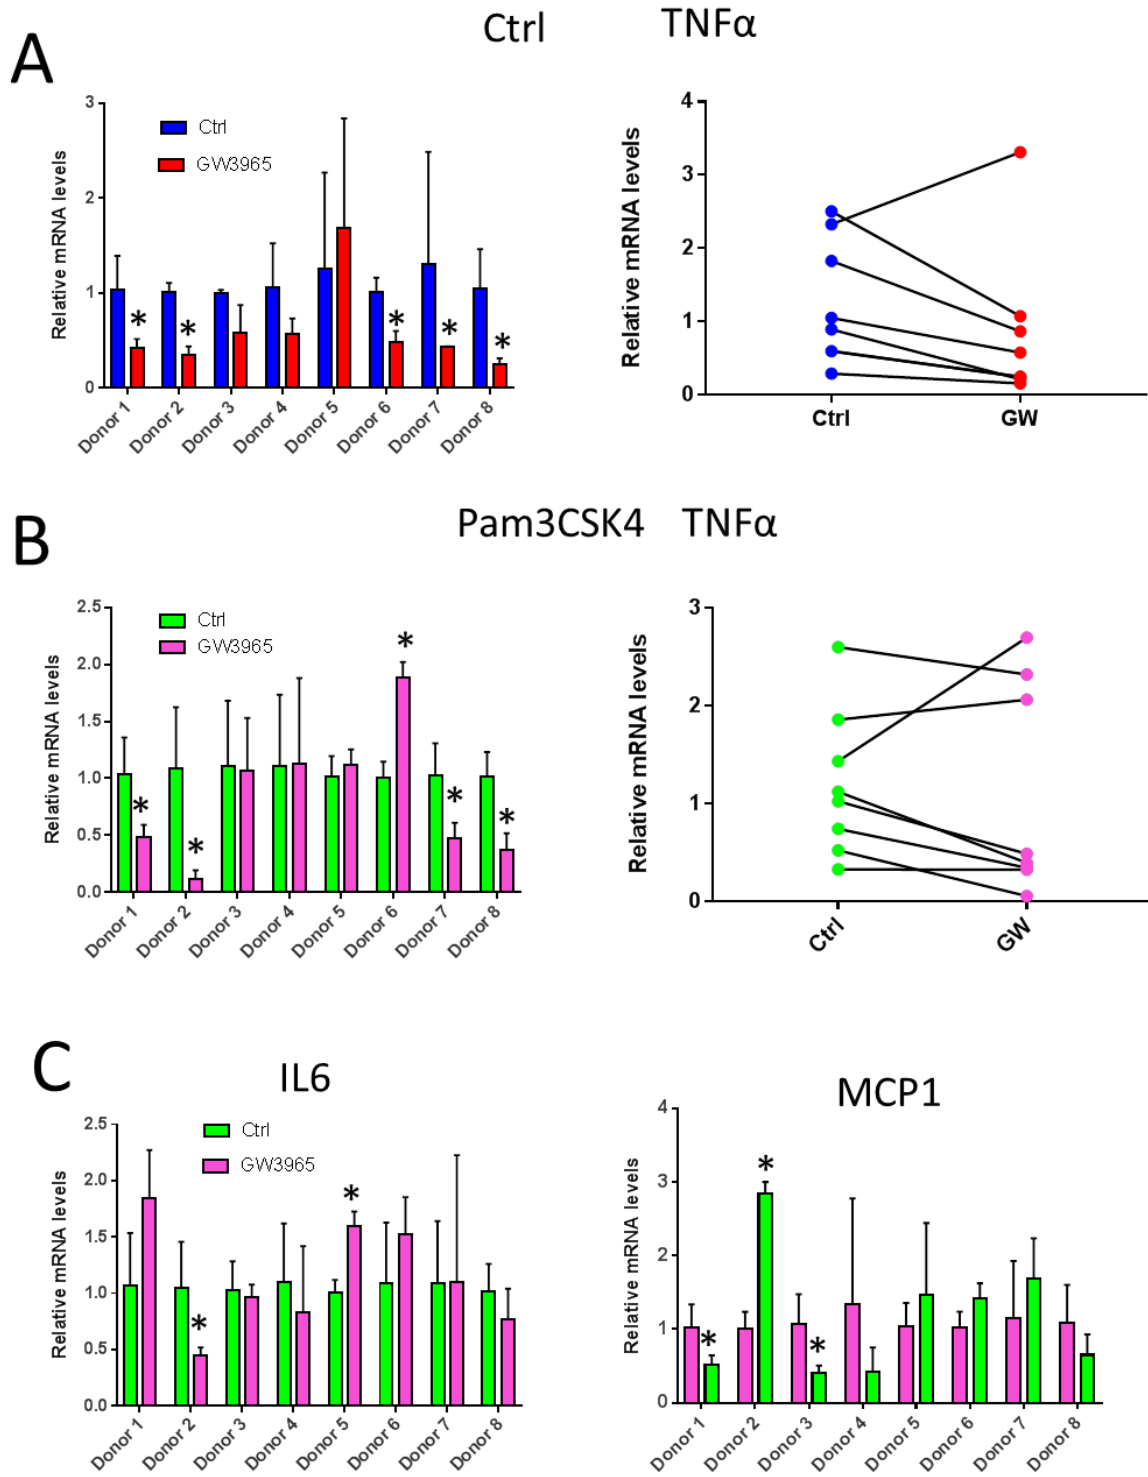 A
Ctrl TNFα
Relative mRNA levels
3
2
1
0
Ctrl
GW3965
Donor 1
Donor 2
Donor 3
Donor 4
Donor 5
Donor 6
Donor 7
Donor 8
* * * * *
Relative mRNA levels
4
3
2
1
0
Ctrl
GW
B
Pam3CSK4 TNFα
Relative mRNA levels
2.5
2.0
1.5
1.0
0.5
0.0
Ctrl
GW3965
* * * * *
Donor 1
Donor 2
Donor 3
Donor 4
Donor 5
Donor 6
Donor 7
Donor 8
Relative mRNA levels
3
2
1
0
Ctrl
GW
C
IL6
Relative mRNA levels
2.5
2.0
1.5
1.0
0.5
0.0
Ctrl
GW3965
* *
Donor 1
Donor 2
Donor 3
Donor 4
Donor 5
Donor 6
Donor 7
Donor 8
MCP1
Relative mRNA levels
4
3
2
1
0
* * *
Donor 1
Donor 2
Donor 3
Donor 4
Donor 5
Donor 6
Donor 7
Donor 8